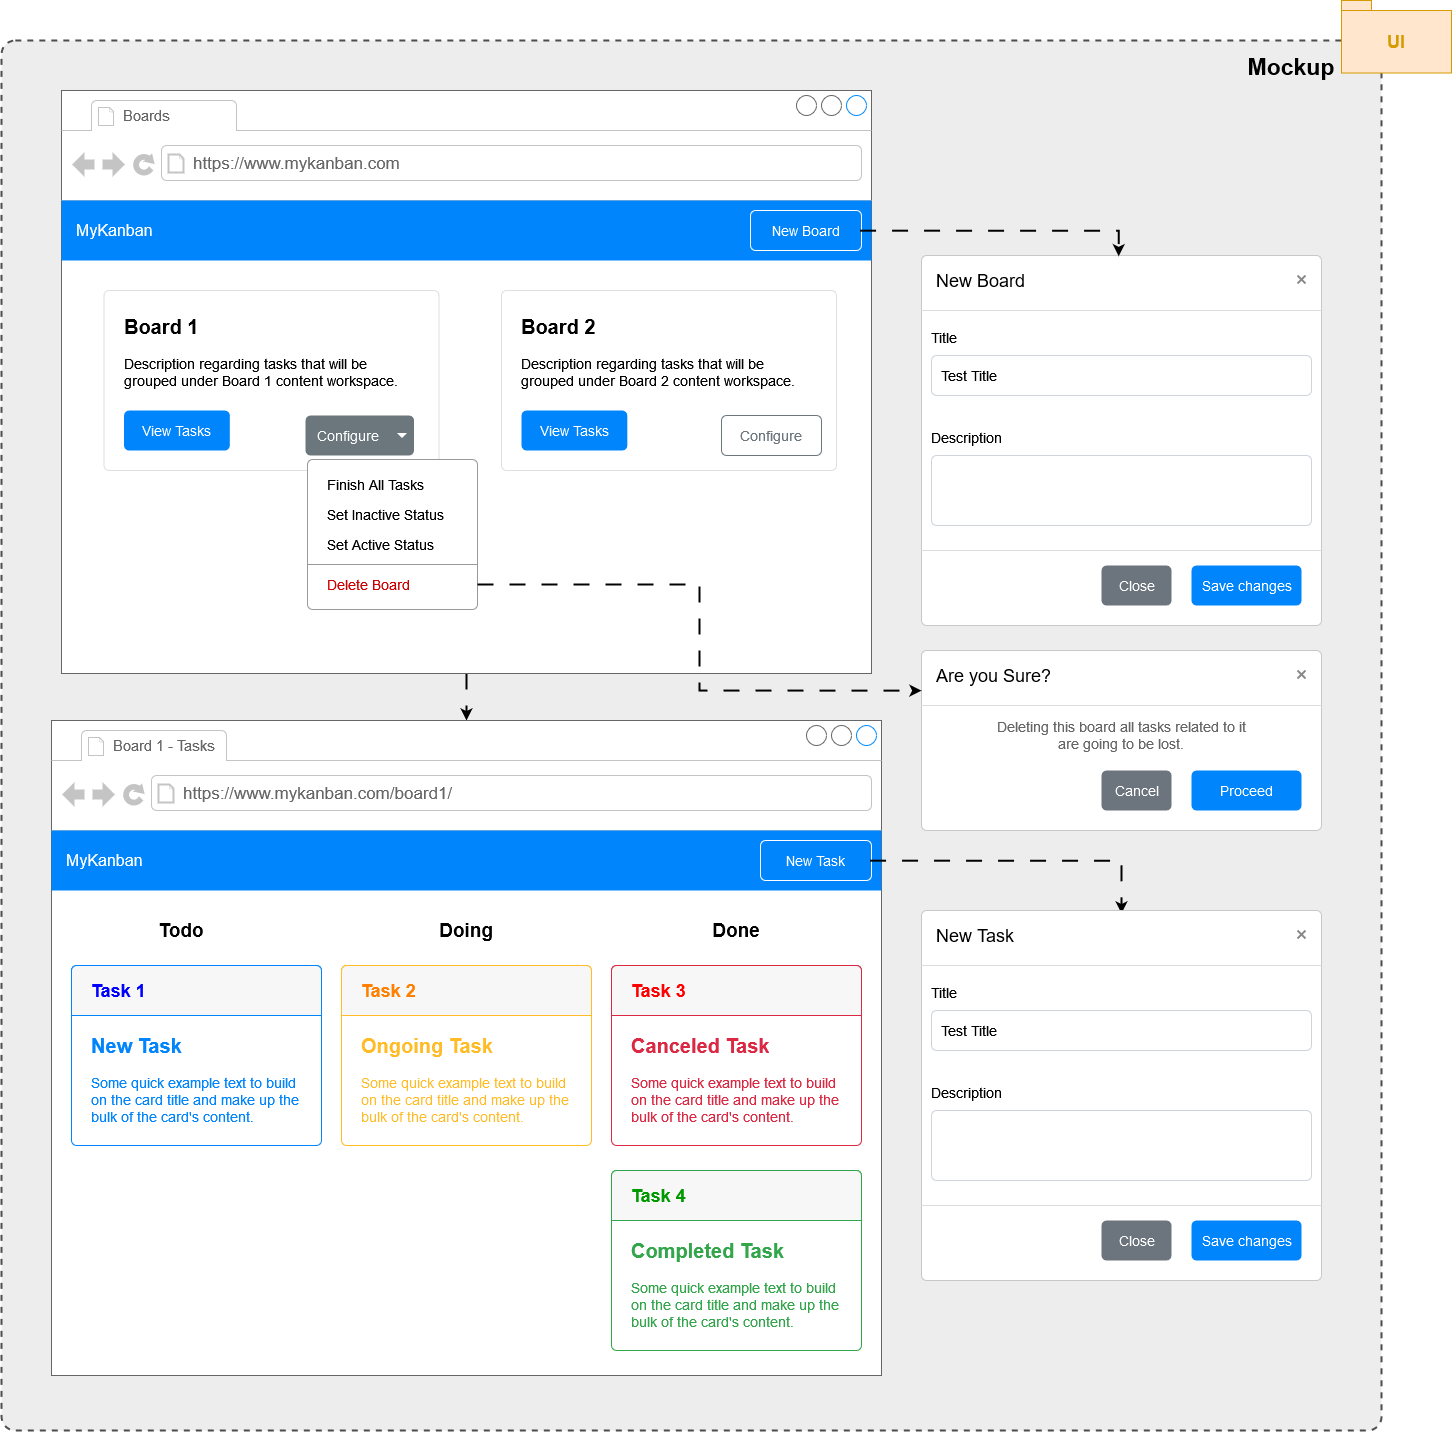 UI
Mockup
Boards
https://www.mykanban.com
MyKanban
New Board
Board 1
Description regarding tasks that will be
grouped under Board 1 content workspace.
View Tasks
Configure
Finish All Tasks
Set Inactive Status
Set Active Status
Delete Board
Board 2
Description regarding tasks that will be
grouped under Board 2 content workspace.
View Tasks
Configure
New Board
×
Title
Test Title
Description
Close
Save changes
Are you Sure?
×
Deleting this board all tasks related to it
are going to be lost.
Cancel
Proceed
Board 1 - Tasks
https://www.mykanban.com/board1/
MyKanban
New Task
Todo
Task 1
New Task
Some quick example text to build
on the card title and make up the
bulk of the card's content.
Doing
Task 2
Ongoing Task
Some quick example text to build
on the card title and make up the
bulk of the card's content.
Done
Task 3
Canceled Task
Some quick example text to build
on the card title and make up the
bulk of the card's content.
Task 4
Completed Task
Some quick example text to build
on the card title and make up the
bulk of the card's content.
New Task
×
Title
Test Title
Description
Close
Save changes